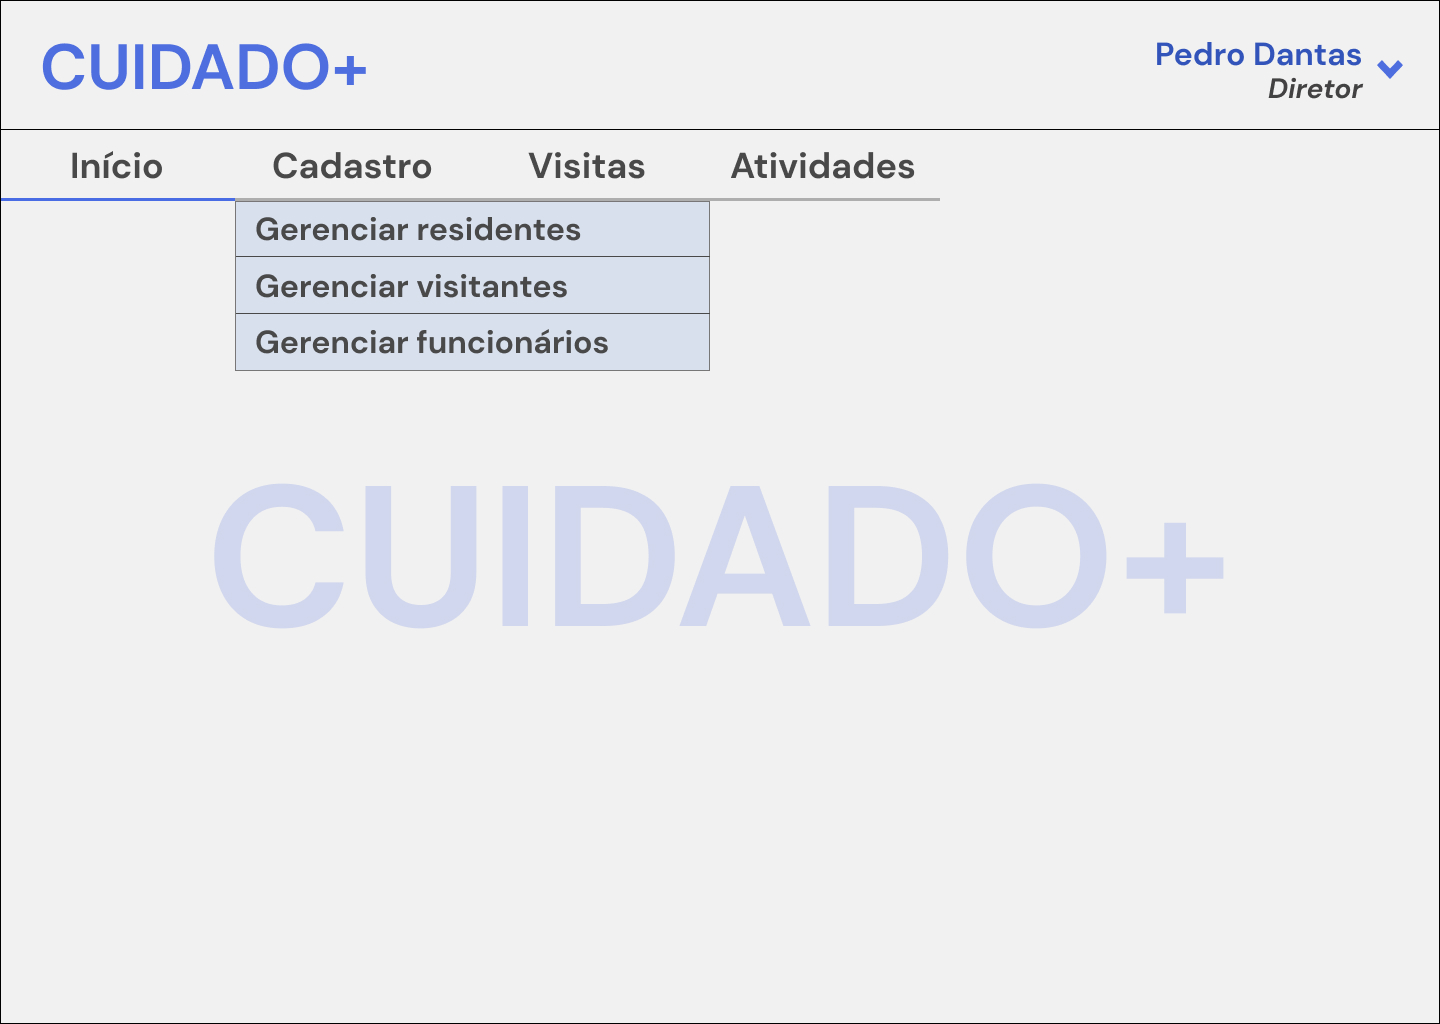 CUIDADO+
Pedro Dantas
Diretor
Início Cadastro Visitas Atividades
Gerenciar residentes
Gerenciar visitantes
Gerenciar funcionários
CUIDADO+